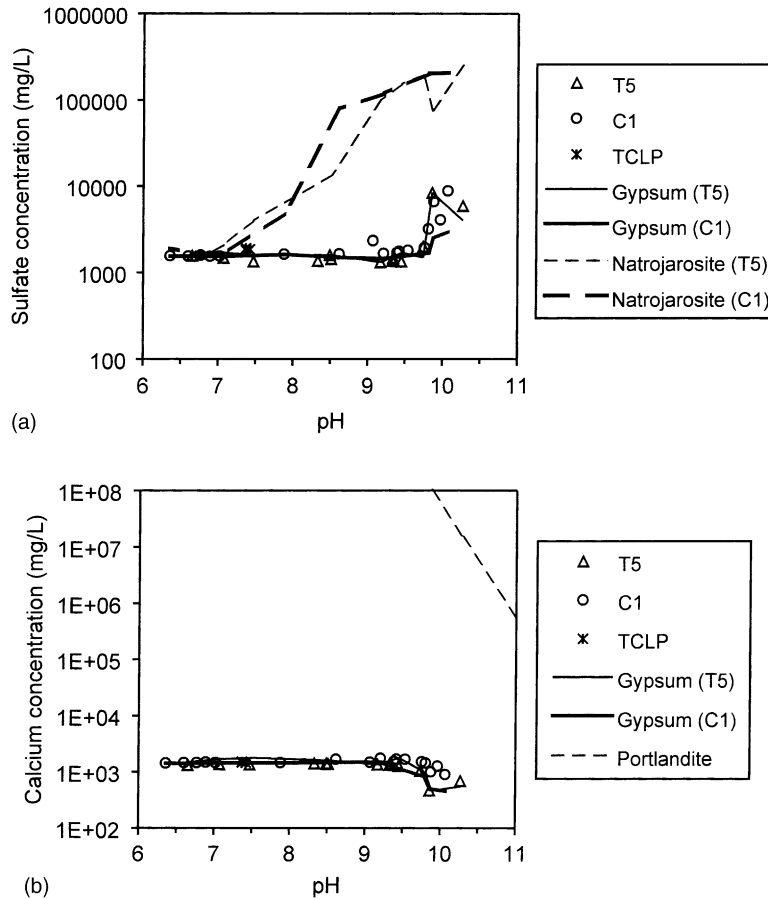 Sulfate concentration (mg/L)
1000000
100000
10000
1000
100
6 7 8 9 10 11
pH
(a)
T5
C1
TCLP
Gypsum (T5)
Gypsum (C1)
Natrojarosite (T5)
Natrojarosite (C1)
Calcium concentration (mg/L)
1E+08
1E+07
1E+06
1E+05
1E+04
1E+03
1E+02
6 7 8 9 10 11
pH
(b)
T5
C1
TCLP
Gypsum (T5)
Gypsum (C1)
Portlandite